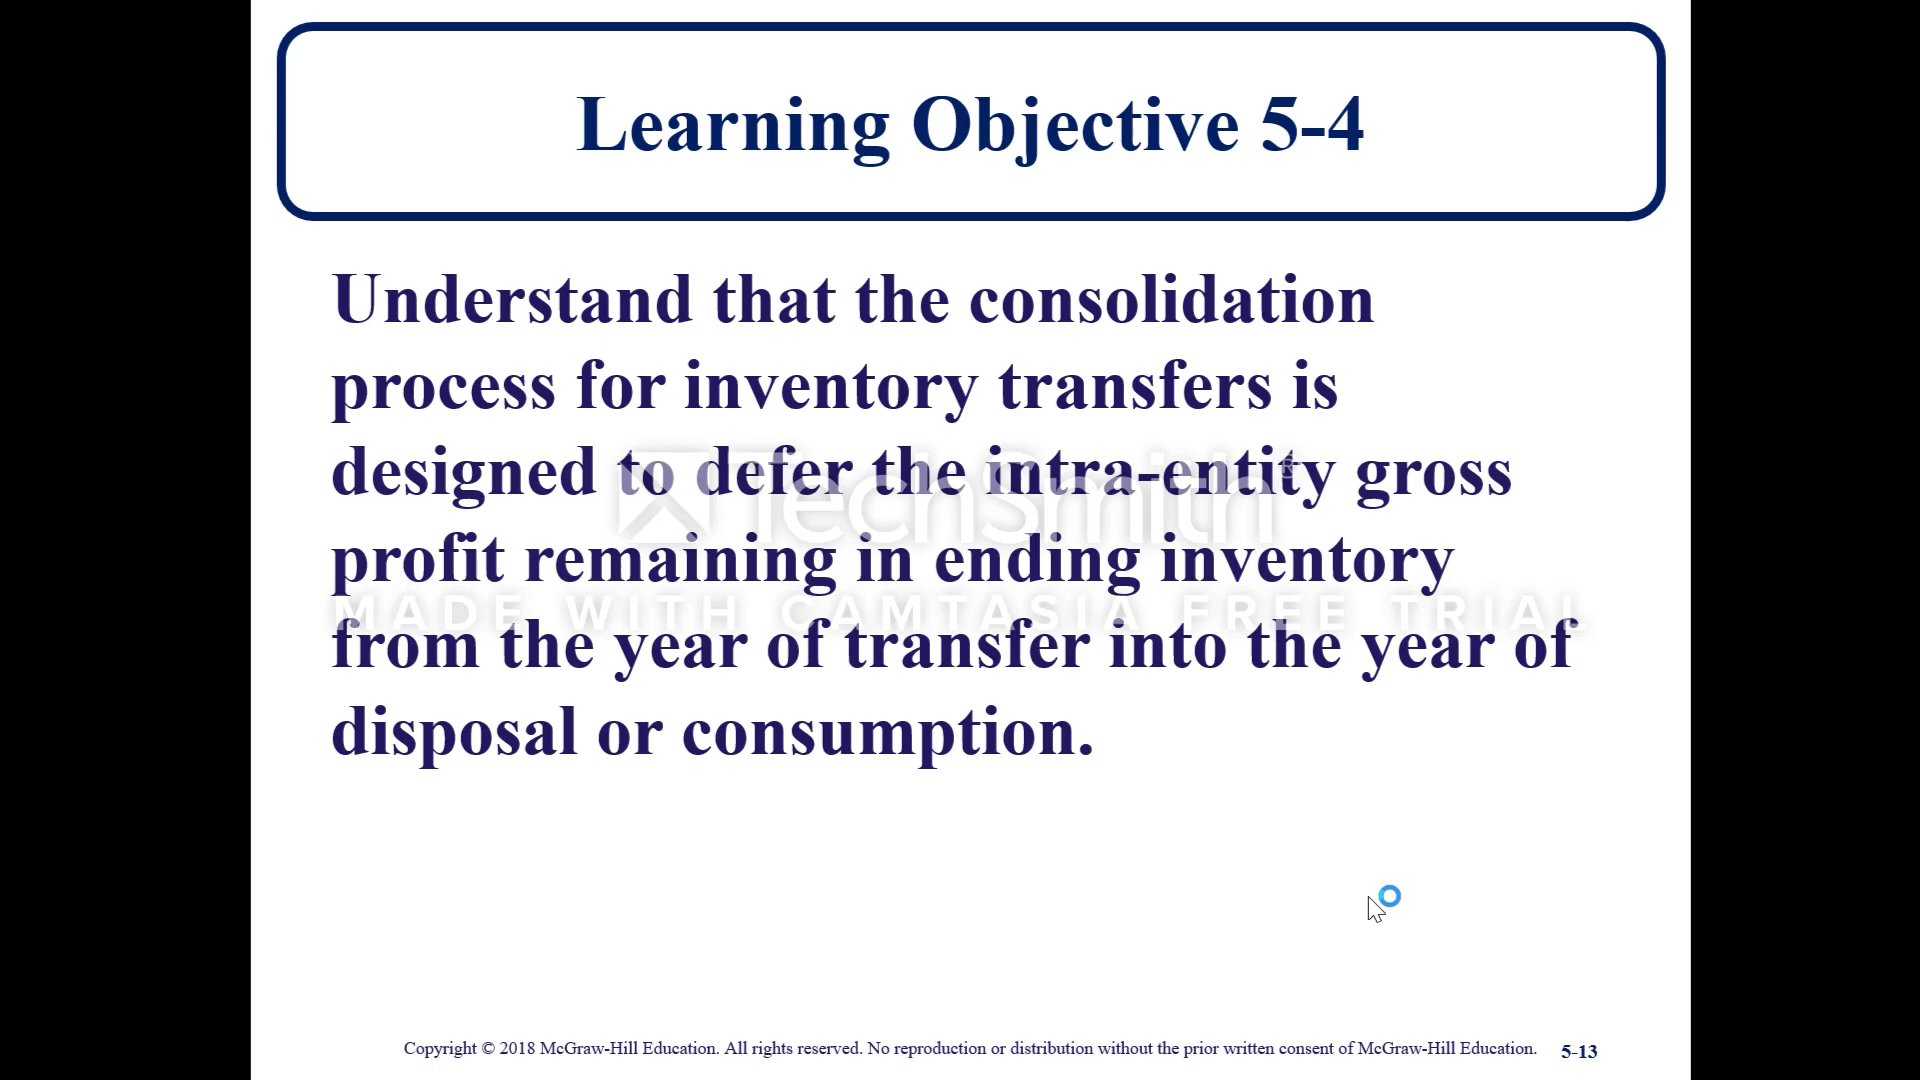 Learning Objective 5-4
Understand that the consolidation
process for inventory transfers is
designed to defer the intra-entity gross
profit remaining in ending inventory
from the year of transfer into the year of
disposal or consumption.
TechSmith®
MADE WITH CAMTASIA FREE TRIAL
Copyright © 2018 McGraw-Hill Education. All rights reserved. No reproduction or distribution without the prior written consent of McGraw-Hill Education. 5-13